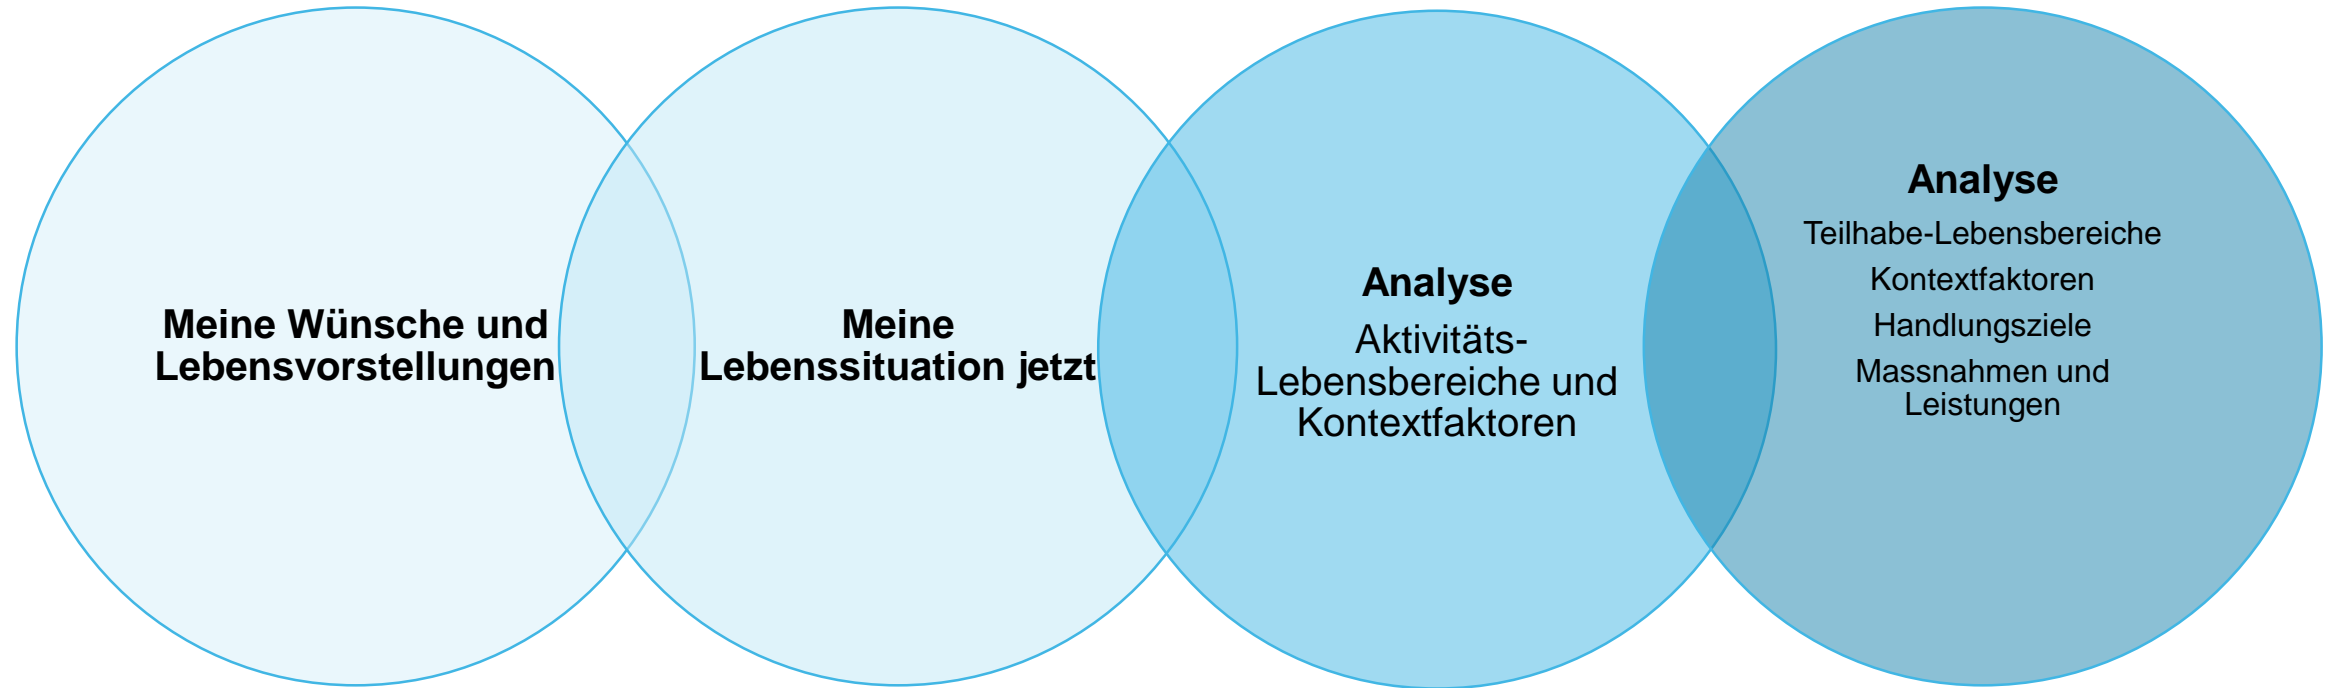 Meine Wünsche und
Lebensvorstellungen
Meine
Lebenssituation jetzt
Analyse
Aktivitäts-
Lebensbereiche und
Kontextfaktoren
Analyse
Teilhabe-Lebensbereiche
Kontextfaktoren
Handlungsziele
Massnahmen und
Leistungen